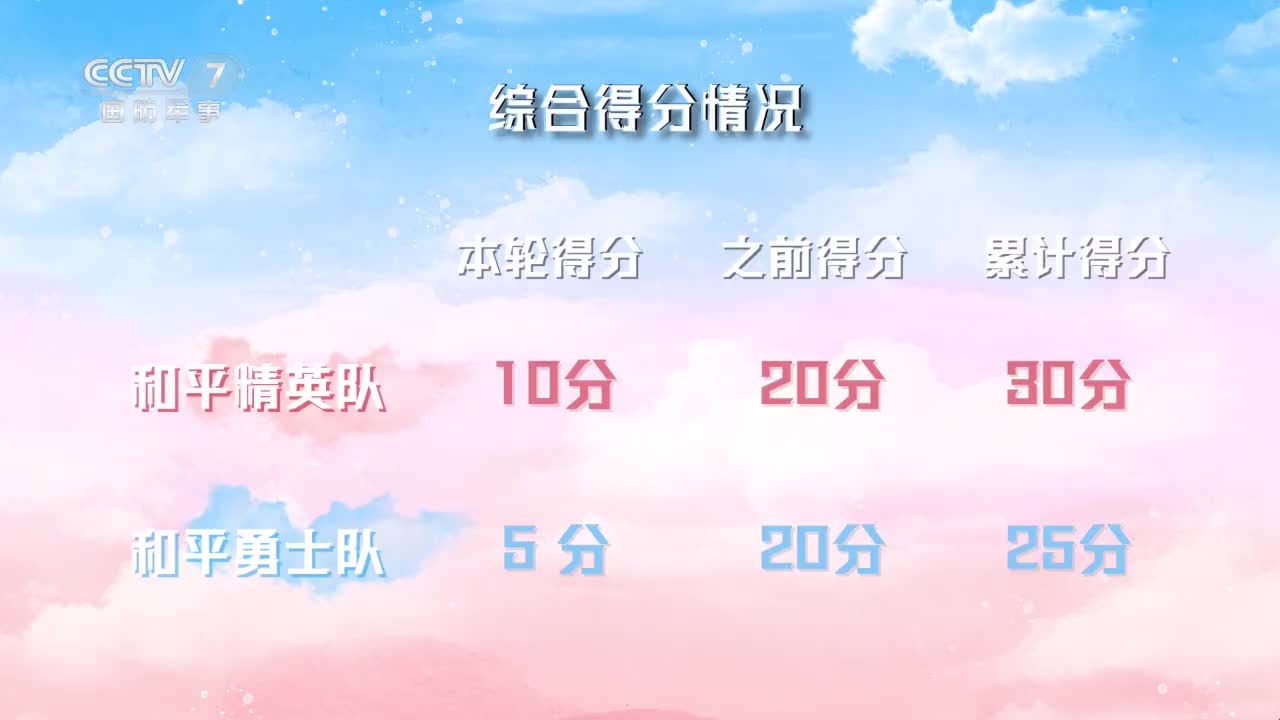 CCTV 7
国防军事
综合得分情况
本轮得分 之前得分 累计得分
和平精英队 10分 20分 30分
和平勇士队 5 分 20分 25分